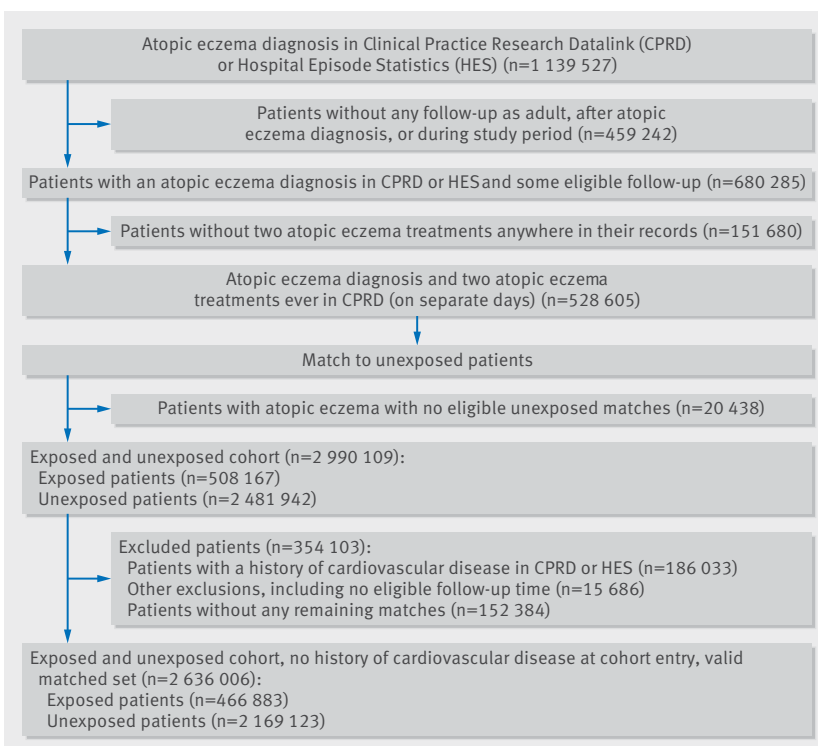 Atopic eczema diagnosis in Clinical Practice Research Datalink (CPRD)
or Hospital Episode Statistics (HES) (n=1 139 527)
Patients without any follow-up as adult, after atopic
eczema diagnosis, or during study period (n=459 242)
Patients with an atopic eczema diagnosis in CPRD or HES and some eligible follow-up (n=680 285)
Patients without two atopic eczema treatments anywhere in their records (n=151 680)
Atopic eczema diagnosis and two atopic eczema
treatments ever in CPRD (on separate days) (n=528 605)
Match to unexposed patients
Patients with atopic eczema with no eligible unexposed matches (n=20 438)
Exposed and unexposed cohort (n=2 990 109):
Exposed patients (n=508 167)
Unexposed patients (n=2 481 942)
Excluded patients (n=354 103):
Patients with a history of cardiovascular disease in CPRD or HES (n=186 033)
Other exclusions, including no eligible follow-up time (n=15 686)
Patients without any remaining matches (n=152 384)
Exposed and unexposed cohort, no history of cardiovascular disease at cohort entry, valid
matched set (n=2 636 006):
Exposed patients (n=466 883)
Unexposed patients (n=2 169 123)